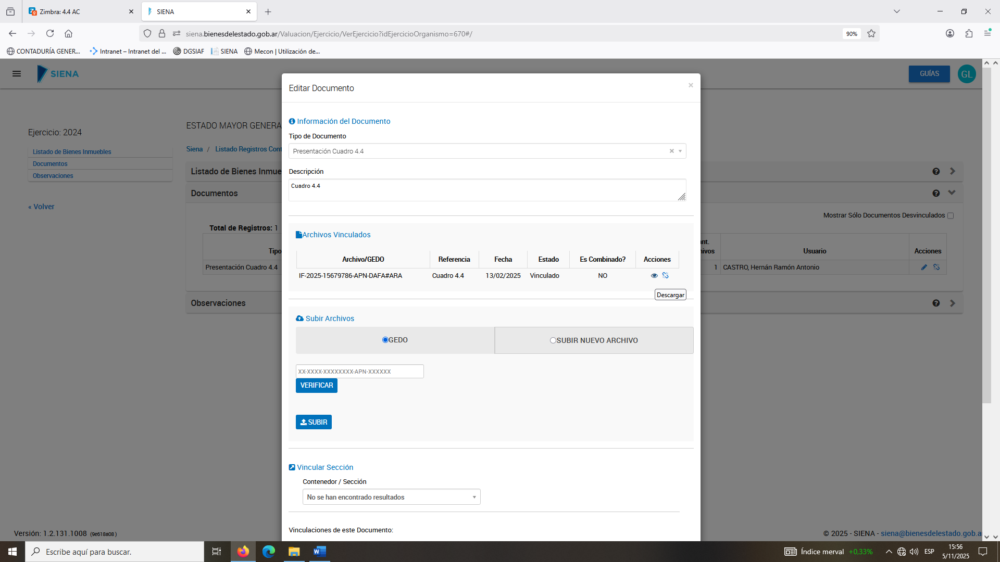 Zimbra: 4.4 AC
SIENA
siena.bienesdelestado.gob.ar/Valuacion/Ejercicio/VerEjercicio?idEjercicioOrganismo=670#/
90%
CONTADURÍA GENER...
Intranet – Intranet del ...
DGSIAF
SIENA
Mecon | Utilización de...
SIENA
GUÍAS
GL
Ejercicio: 2024
Listado de Bienes Inmuebles
Documentos
Observaciones
« Volver
ESTADO MAYOR GENERA
Siena / Listado Registros Cont
Listado de Bienes Inmue
Documentos
Mostrar Sólo Documentos Desvinculados
Total de Registros: 1
Tipo
Usuario
Acciones
Presentación Cuadro 4.4
1
CASTRO, Hernán Ramón Antonio
Observaciones
Editar Documento
×
Información del Documento
Tipo de Documento
Presentación Cuadro 4.4
Descripción
Cuadro 4.4
Archivos Vinculados
Archivo/GEDO Referencia Fecha Estado Es Combinado? Acciones
IF-2025-15679786-APN-DAFA#ARA Cuadro 4.4 13/02/2025 Vinculado NO
Descargar
Subir Archivos
GEDO
SUBIR NUEVO ARCHIVO
XX-XXXX-XXXXXXXX-APN-XXXXXX
VERIFICAR
SUBIR
Vincular Sección
Contenedor / Sección
No se han encontrado resultados
Vinculaciones de este Documento:
Versión: 1.2.131.1008 (9e618a08 )
© 2025 - SIENA - siena@bienesdelestado.gob.a
Escribe aquí para buscar.
Índice merval +0,33%
ESP
15:56
5/11/2025